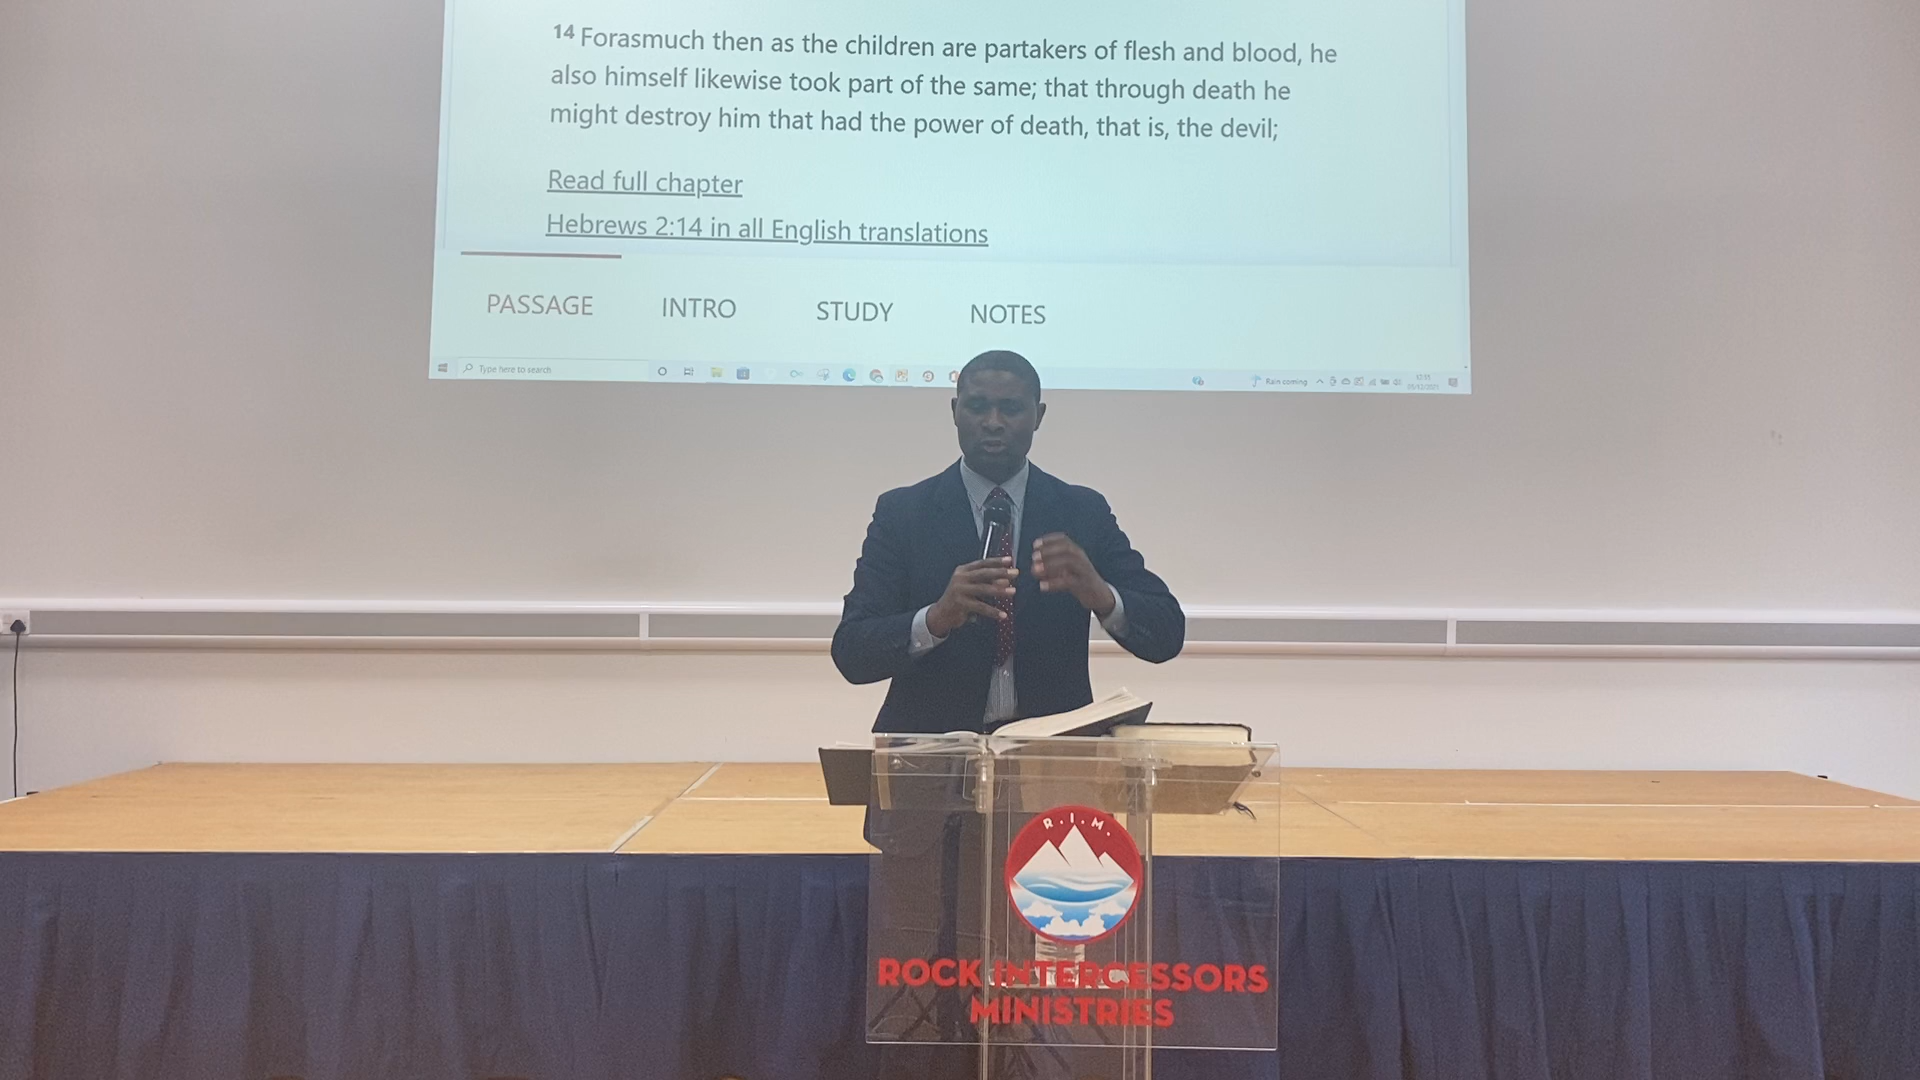 14 Forasmuch then as the children are partakers of flesh and blood, he
also himself likewise took part of the same; that through death he
might destroy him that had the power of death, that is, the devil;
Read full chapter
Hebrews 2:14 in all English translations
PASSAGE INTRO STUDY NOTES
Type here to search
Rain coming
R.I.M.
ROCK INTERCESSORS
MINISTRIES